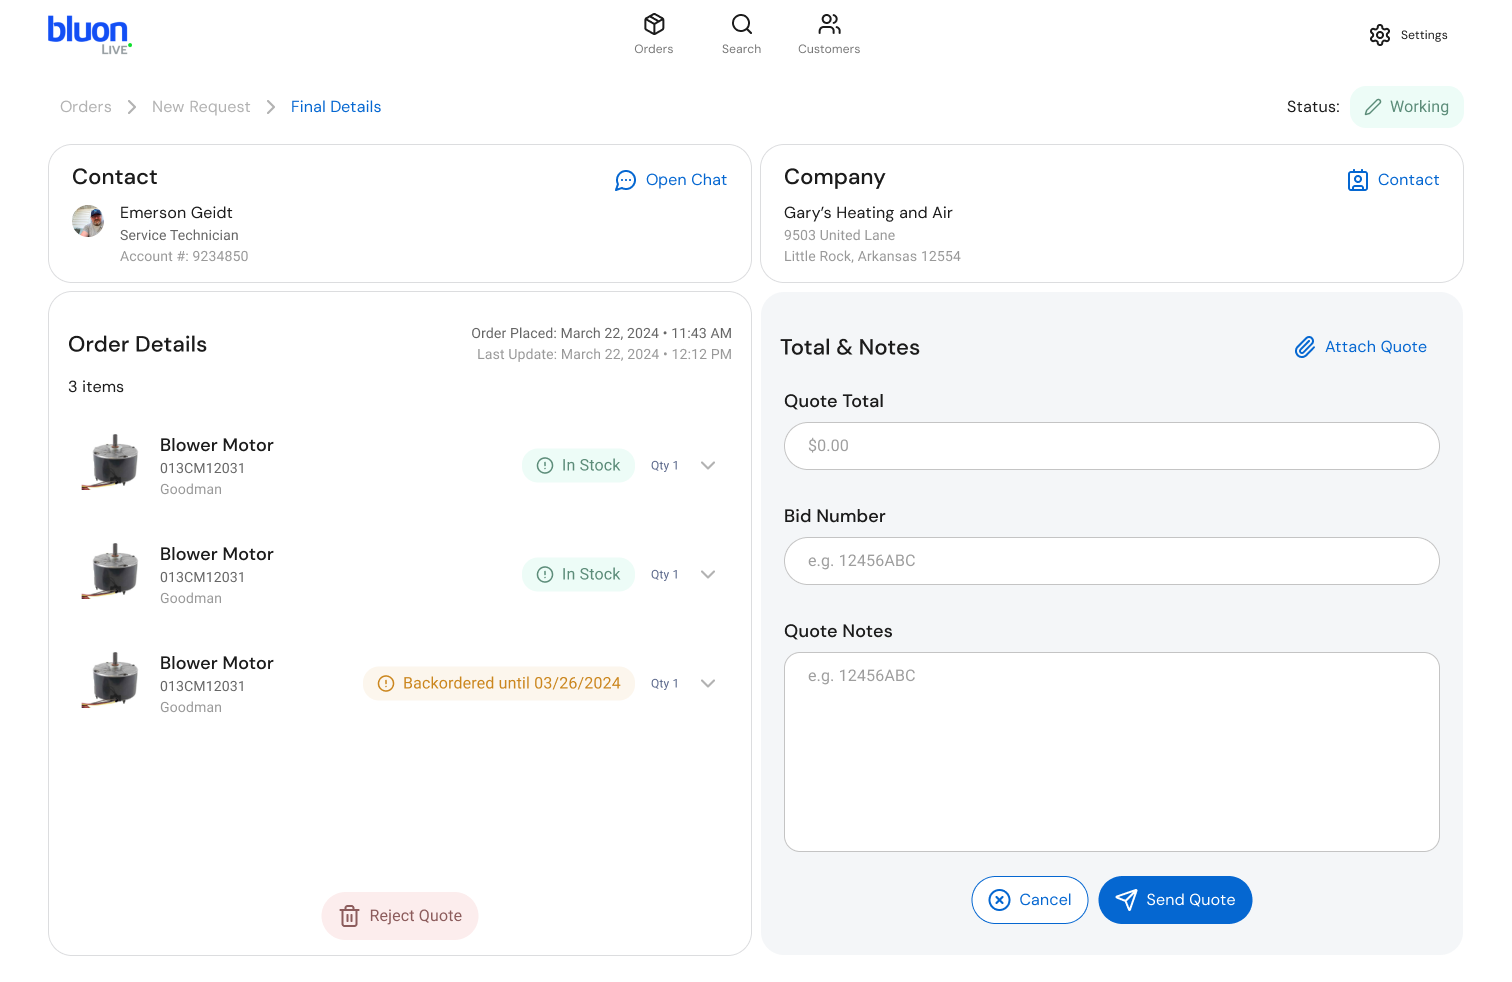 bluon
LIVE
Orders
Search
Customers
Settings
Orders
New Request
Final Details
Status:
Working
Contact
Open Chat
Emerson Geidt
Service Technician
Account #: 9234850
Company
Contact
Gary’s Heating and Air
9503 United Lane
Little Rock, Arkansas 12554
Order Details
Order Placed: March 22, 2024 • 11:43 AM
Last Update: March 22, 2024 • 12:12 PM
3 items
Blower Motor
013CM12031
Goodman
In Stock
Qty 1
Blower Motor
013CM12031
Goodman
In Stock
Qty 1
Blower Motor
013CM12031
Goodman
Backordered until 03/26/2024
Qty 1
Reject Quote
Total & Notes
Attach Quote
Quote Total
$0.00
Bid Number
e.g. 12456ABC
Quote Notes
e.g. 12456ABC
Cancel
Send Quote